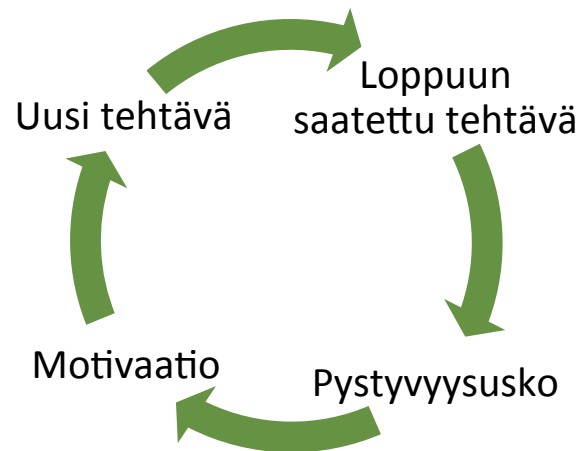 Loppuun
saatettu tehtävä
Uusi tehtävä
Motivaatio
Pystyvyysusko